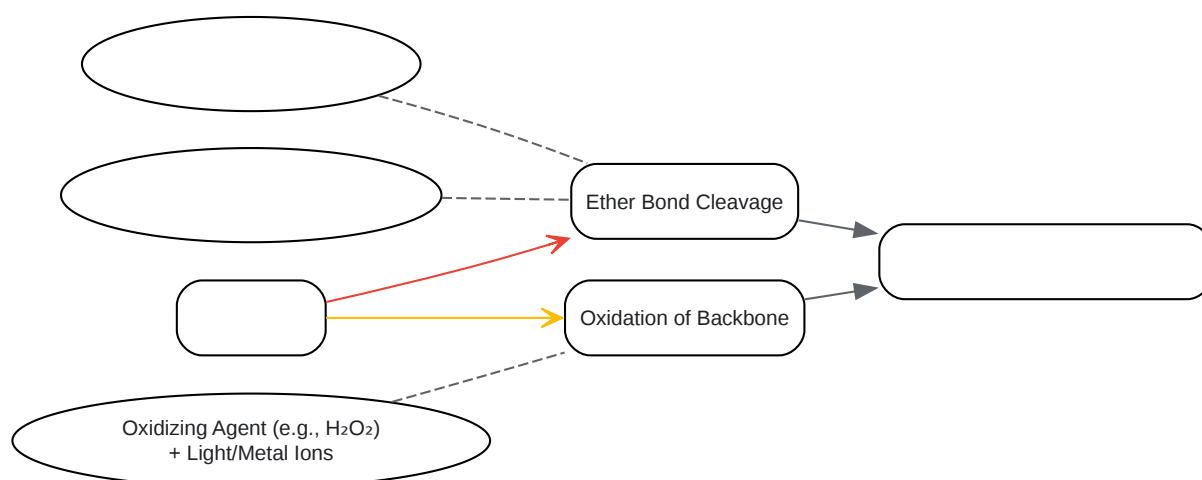 Ether Bond Cleavage
Oxidation of Backbone
Oxidizing Agent (e.g., H₂O₂)
+ Light/Metal Ions